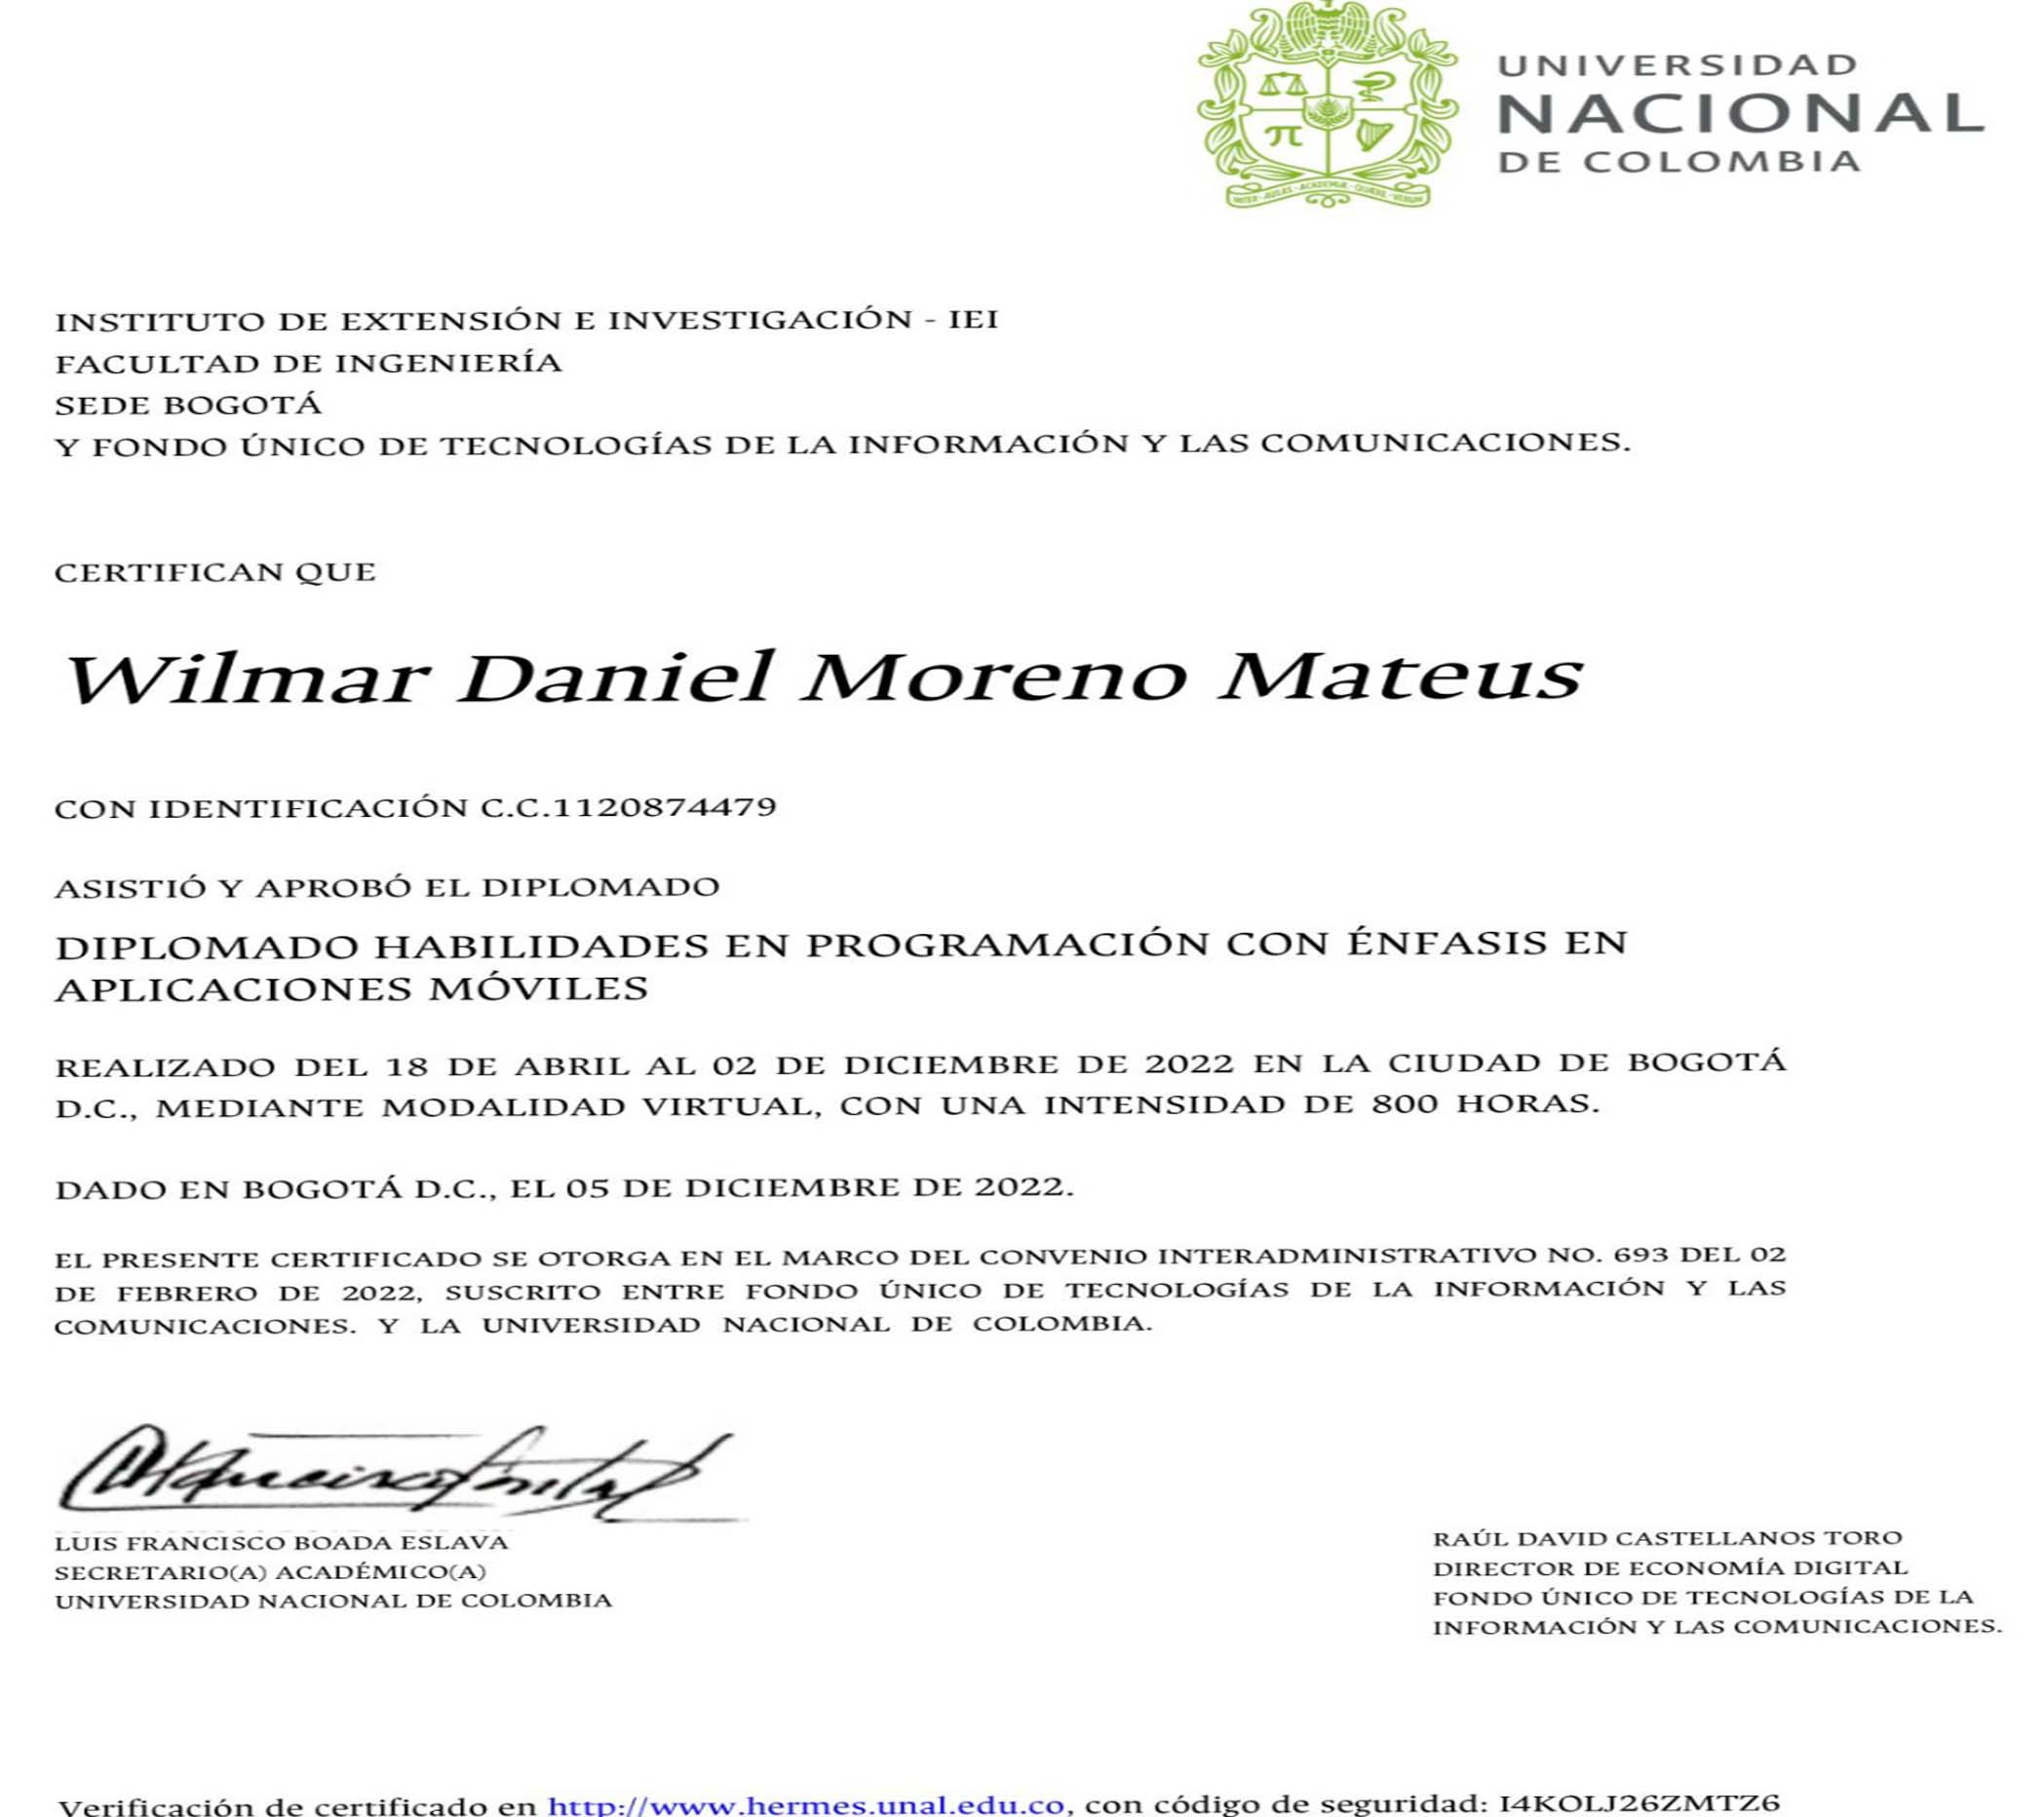 UNIVERSIDAD
NACIONAL
DE COLOMBIA
INTER · AULAS · ACADEMIÆ · QUÆRE · VERUM
INSTITUTO DE EXTENSIÓN E INVESTIGACIÓN - IEI
FACULTAD DE INGENIERÍA
SEDE BOGOTÁ
Y FONDO ÚNICO DE TECNOLOGÍAS DE LA INFORMACIÓN Y LAS COMUNICACIONES.
CERTIFICAN QUE
Wilmar Daniel Moreno Mateus
CON IDENTIFICACIÓN C.C.1120874479
ASISTIÓ Y APROBÓ EL DIPLOMADO
DIPLOMADO HABILIDADES EN PROGRAMACIÓN CON ÉNFASIS EN
APLICACIONES MÓVILES
REALIZADO DEL 18 DE ABRIL AL 02 DE DICIEMBRE DE 2022 EN LA CIUDAD DE BOGOTÁ
D.C., MEDIANTE MODALIDAD VIRTUAL, CON UNA INTENSIDAD DE 800 HORAS.
DADO EN BOGOTÁ D.C., EL 05 DE DICIEMBRE DE 2022.
EL PRESENTE CERTIFICADO SE OTORGA EN EL MARCO DEL CONVENIO INTERADMINISTRATIVO NO. 693 DEL 02
DE FEBRERO DE 2022, SUSCRITO ENTRE FONDO ÚNICO DE TECNOLOGÍAS DE LA INFORMACIÓN Y LAS
COMUNICACIONES. Y LA UNIVERSIDAD NACIONAL DE COLOMBIA.
LUIS FRANCISCO BOADA ESLAVA
SECRETARIO(A) ACADÉMICO(A)
UNIVERSIDAD NACIONAL DE COLOMBIA
RAÚL DAVID CASTELLANOS TORO
DIRECTOR DE ECONOMÍA DIGITAL
FONDO ÚNICO DE TECNOLOGÍAS DE LA
INFORMACIÓN Y LAS COMUNICACIONES.
Verificación de certificado en http://www.hermes.unal.edu.co, con código de seguridad: I4KOLJ26ZMTZ6